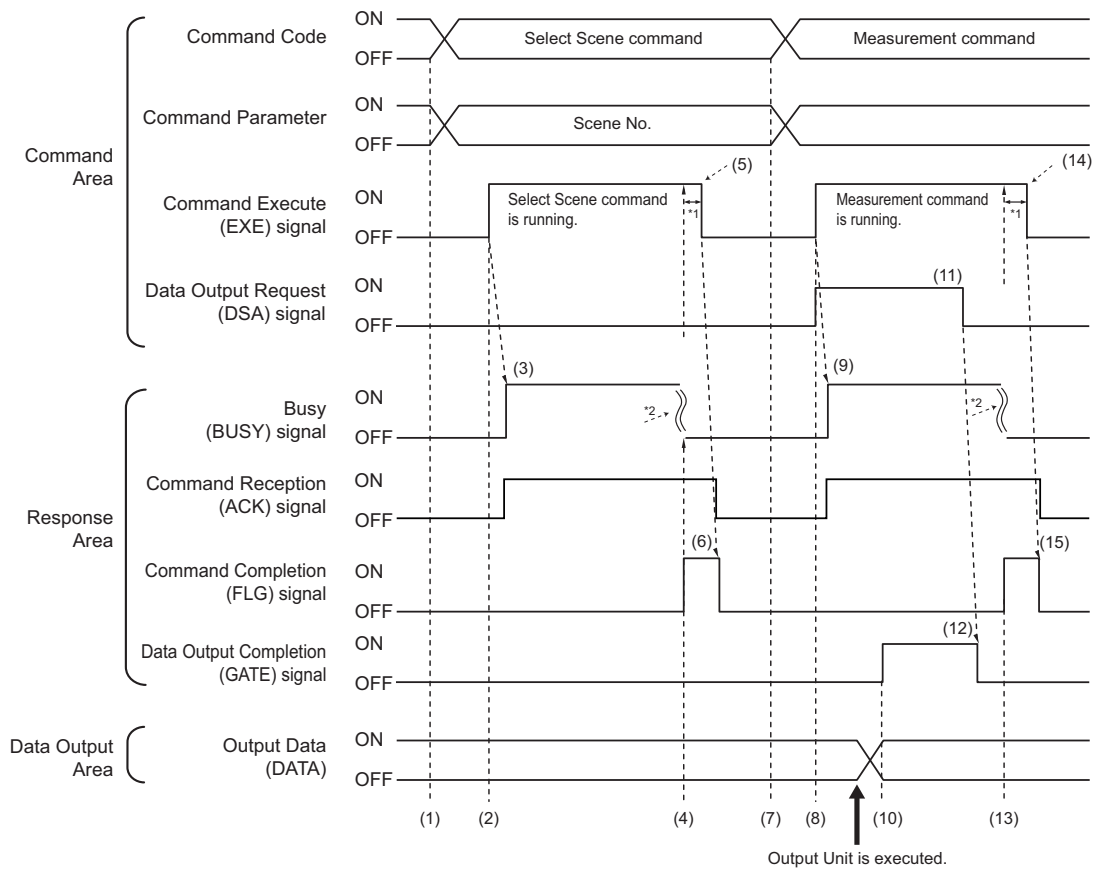 ON
Command Code
Select Scene command
Measurement command
OFF
ON
Command Parameter
Scene No.
OFF
Command
Area
(5)
(14)
ON
Command Execute
(EXE) signal
Select Scene command
is running.
*1
Measurement command
is running.
*1
OFF
ON
Data Output Request
(DSA) signal
(11)
OFF
(3)
(9)
ON
Busy
(BUSY) signal
*2
*2
OFF
ON
Command Reception
(ACK) signal
OFF
Response
Area
(6)
(15)
ON
Command Completion
(FLG) signal
OFF
(12)
ON
Data Output Completion
(GATE) signal
OFF
Data Output
Area
ON
Output Data
(DATA)
OFF
(1)
(2)
(4)
(7)
(8)
(10)
(13)
Output Unit is executed.